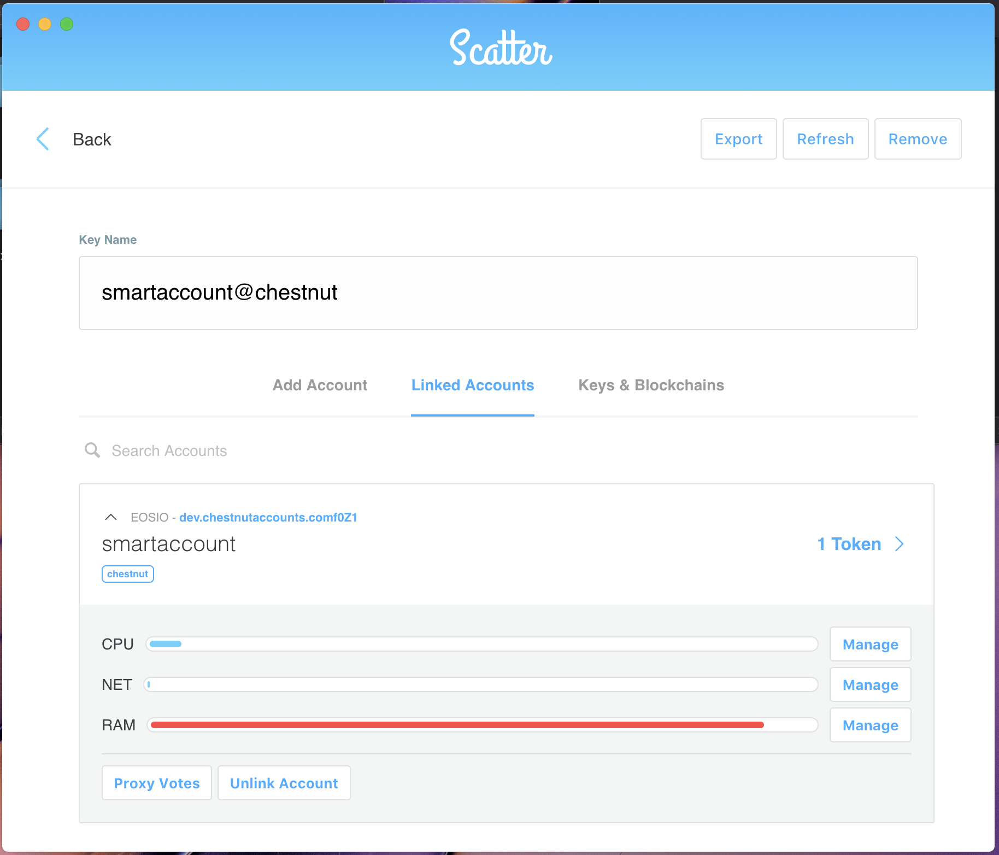 Scatter
Back
Export
Refresh
Remove
Key Name
smartaccount@chestnut
Add Account
Linked Accounts
Keys & Blockchains
Search Accounts
EOSIO - dev.chestnutaccounts.comf0Z1
smartaccount
1 Token
chestnut
CPU
Manage
NET
Manage
RAM
Manage
Proxy Votes
Unlink Account